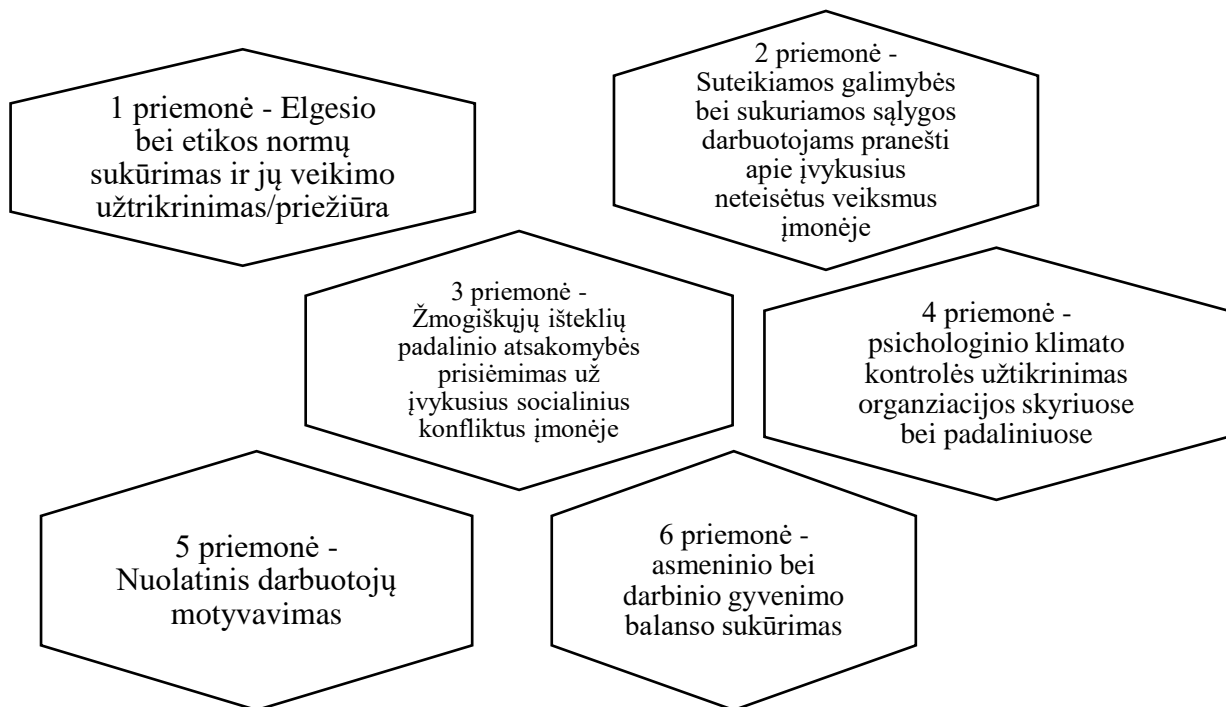 1 priemonė - Elgesio
bei etikos normų
sukūrimas ir jų veikimo
užtrikrinimas/priežiūra
2 priemonė -
Suteikiamos galimybės
bei sukuriamos sąlygos
darbuotojams pranešti
apie įvykusius
neteisėtus veiksmus
įmonėje
3 priemonė -
Žmogiškųjų išteklių
padalinio atsakomybės
prisiėmimas už
įvykusius socialinius
konfliktus įmonėje
4 priemonė -
psichologinio klimato
kontrolės užtikrinimas
organziacijos skyriuose
bei padaliniuose
5 priemonė -
Nuolatinis darbuotojų
motyvavimas
6 priemonė -
asmeninio bei
darbinio gyvenimo
balanso sukūrimas